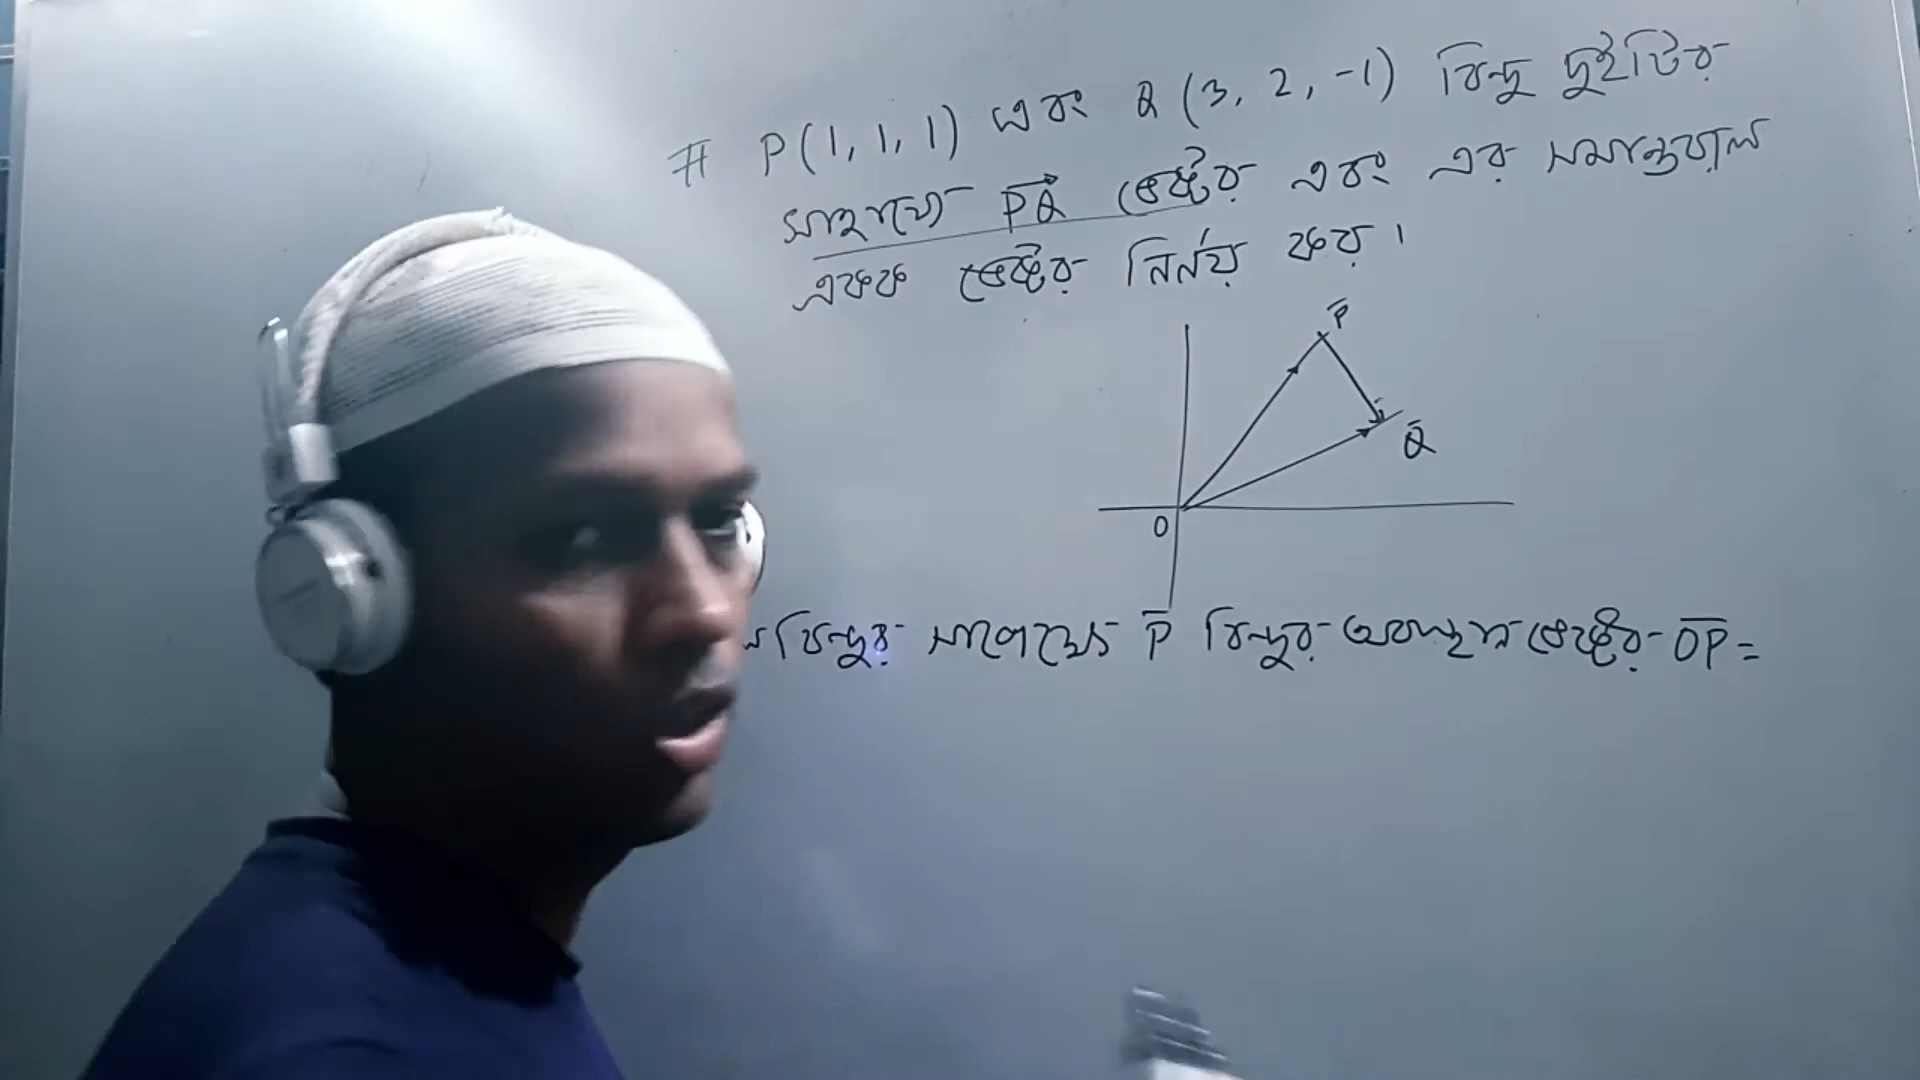 # P(1, 1, 1) এবং Q (3, 2, -1) বিন্দু দুইটির
সাহায্যে PQ ভেক্টর এবং এর সমান্তরাল
একক ভেক্টর নির্ণয় কর।
P
Q
O
বিন্দুর সাপেক্ষে P বিন্দুর অবস্থান ভেক্টর OP =